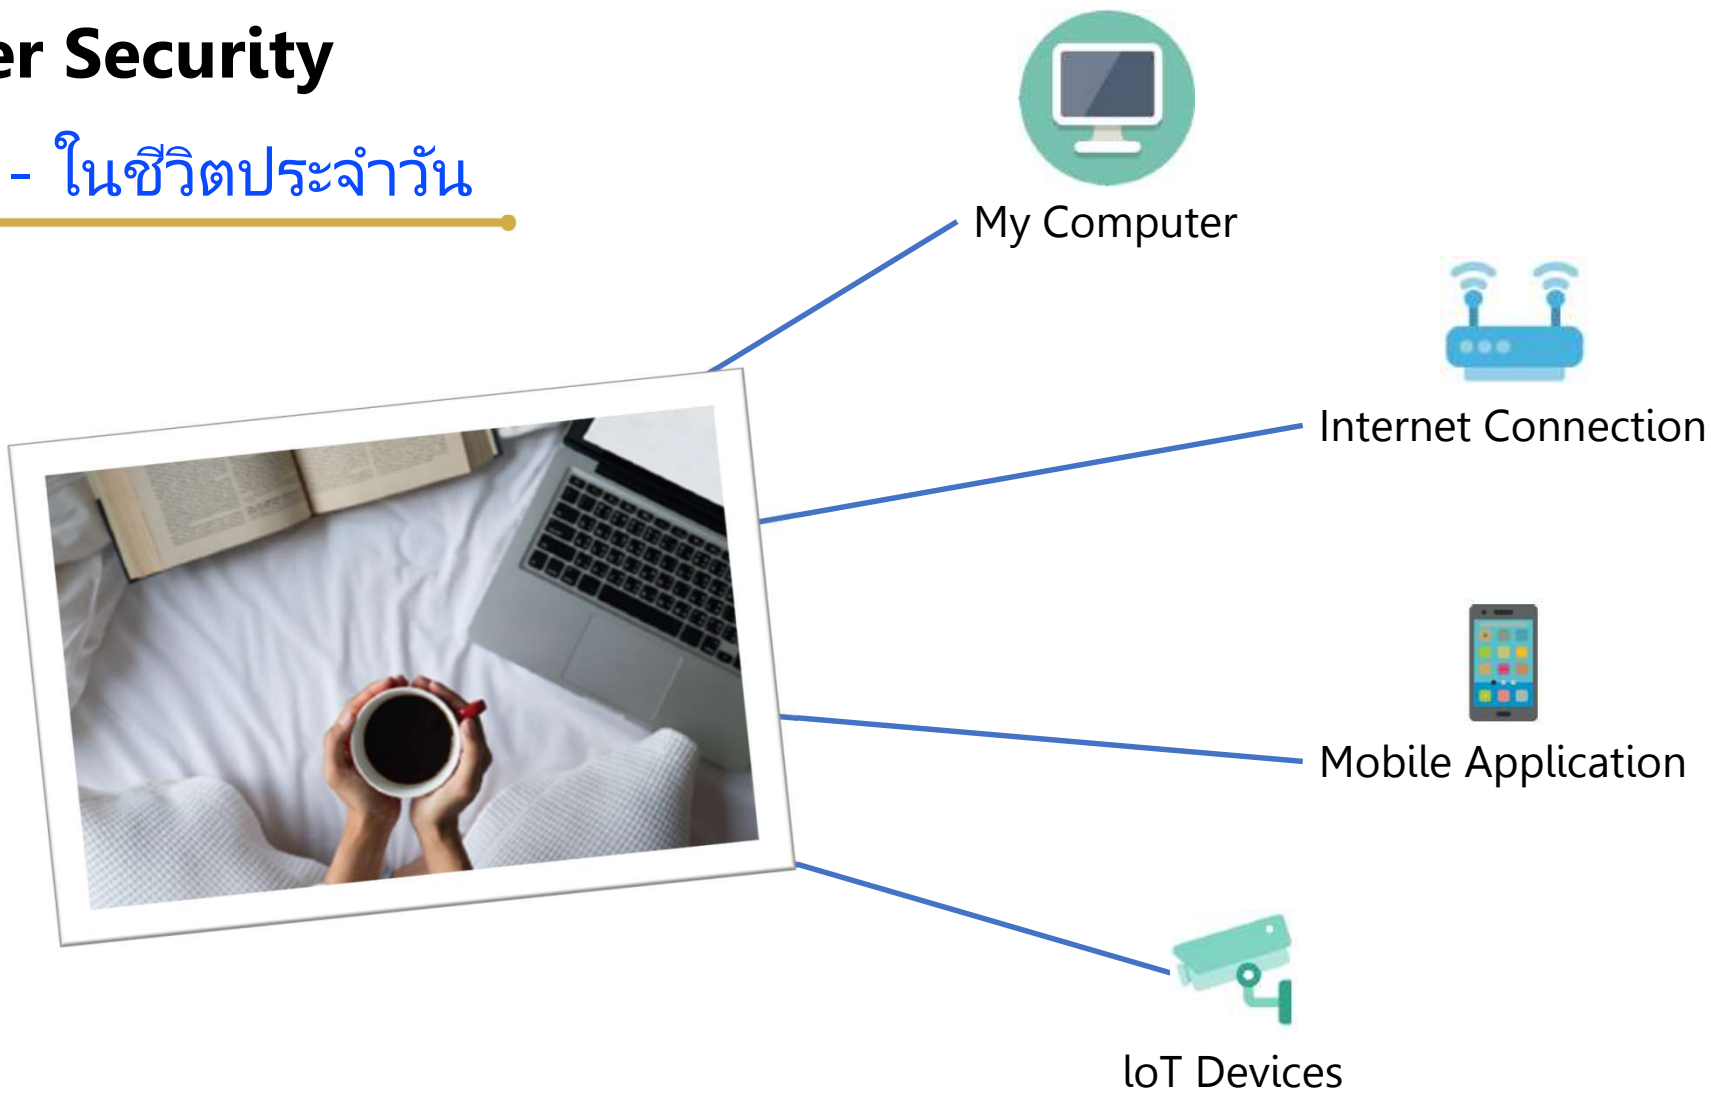 er Security
- ในชีวิตประจำวัน
My Computer
Internet Connection
Mobile Application
loT Devices